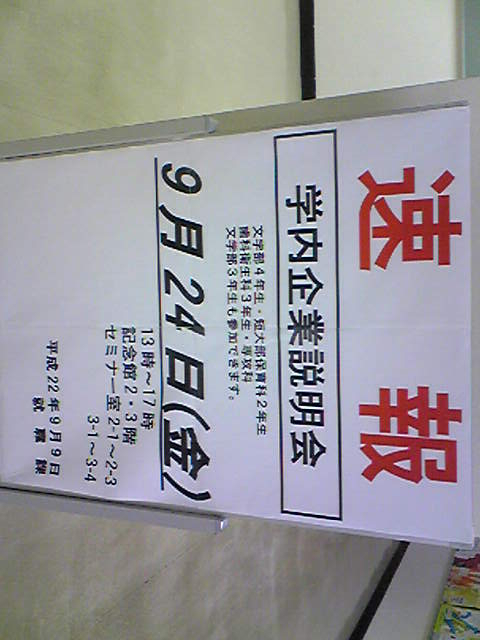 速報
学内企業説明会
文学部4年生・短大部保育科2年生
歯科衛生科3年生・専攻科
文学部3年生も参加できます。
9月24日(金)
13時～17時
記念館2・3階
セミナー室2-1～2-3
3-1～3-4
平成22年9月9日
就職課